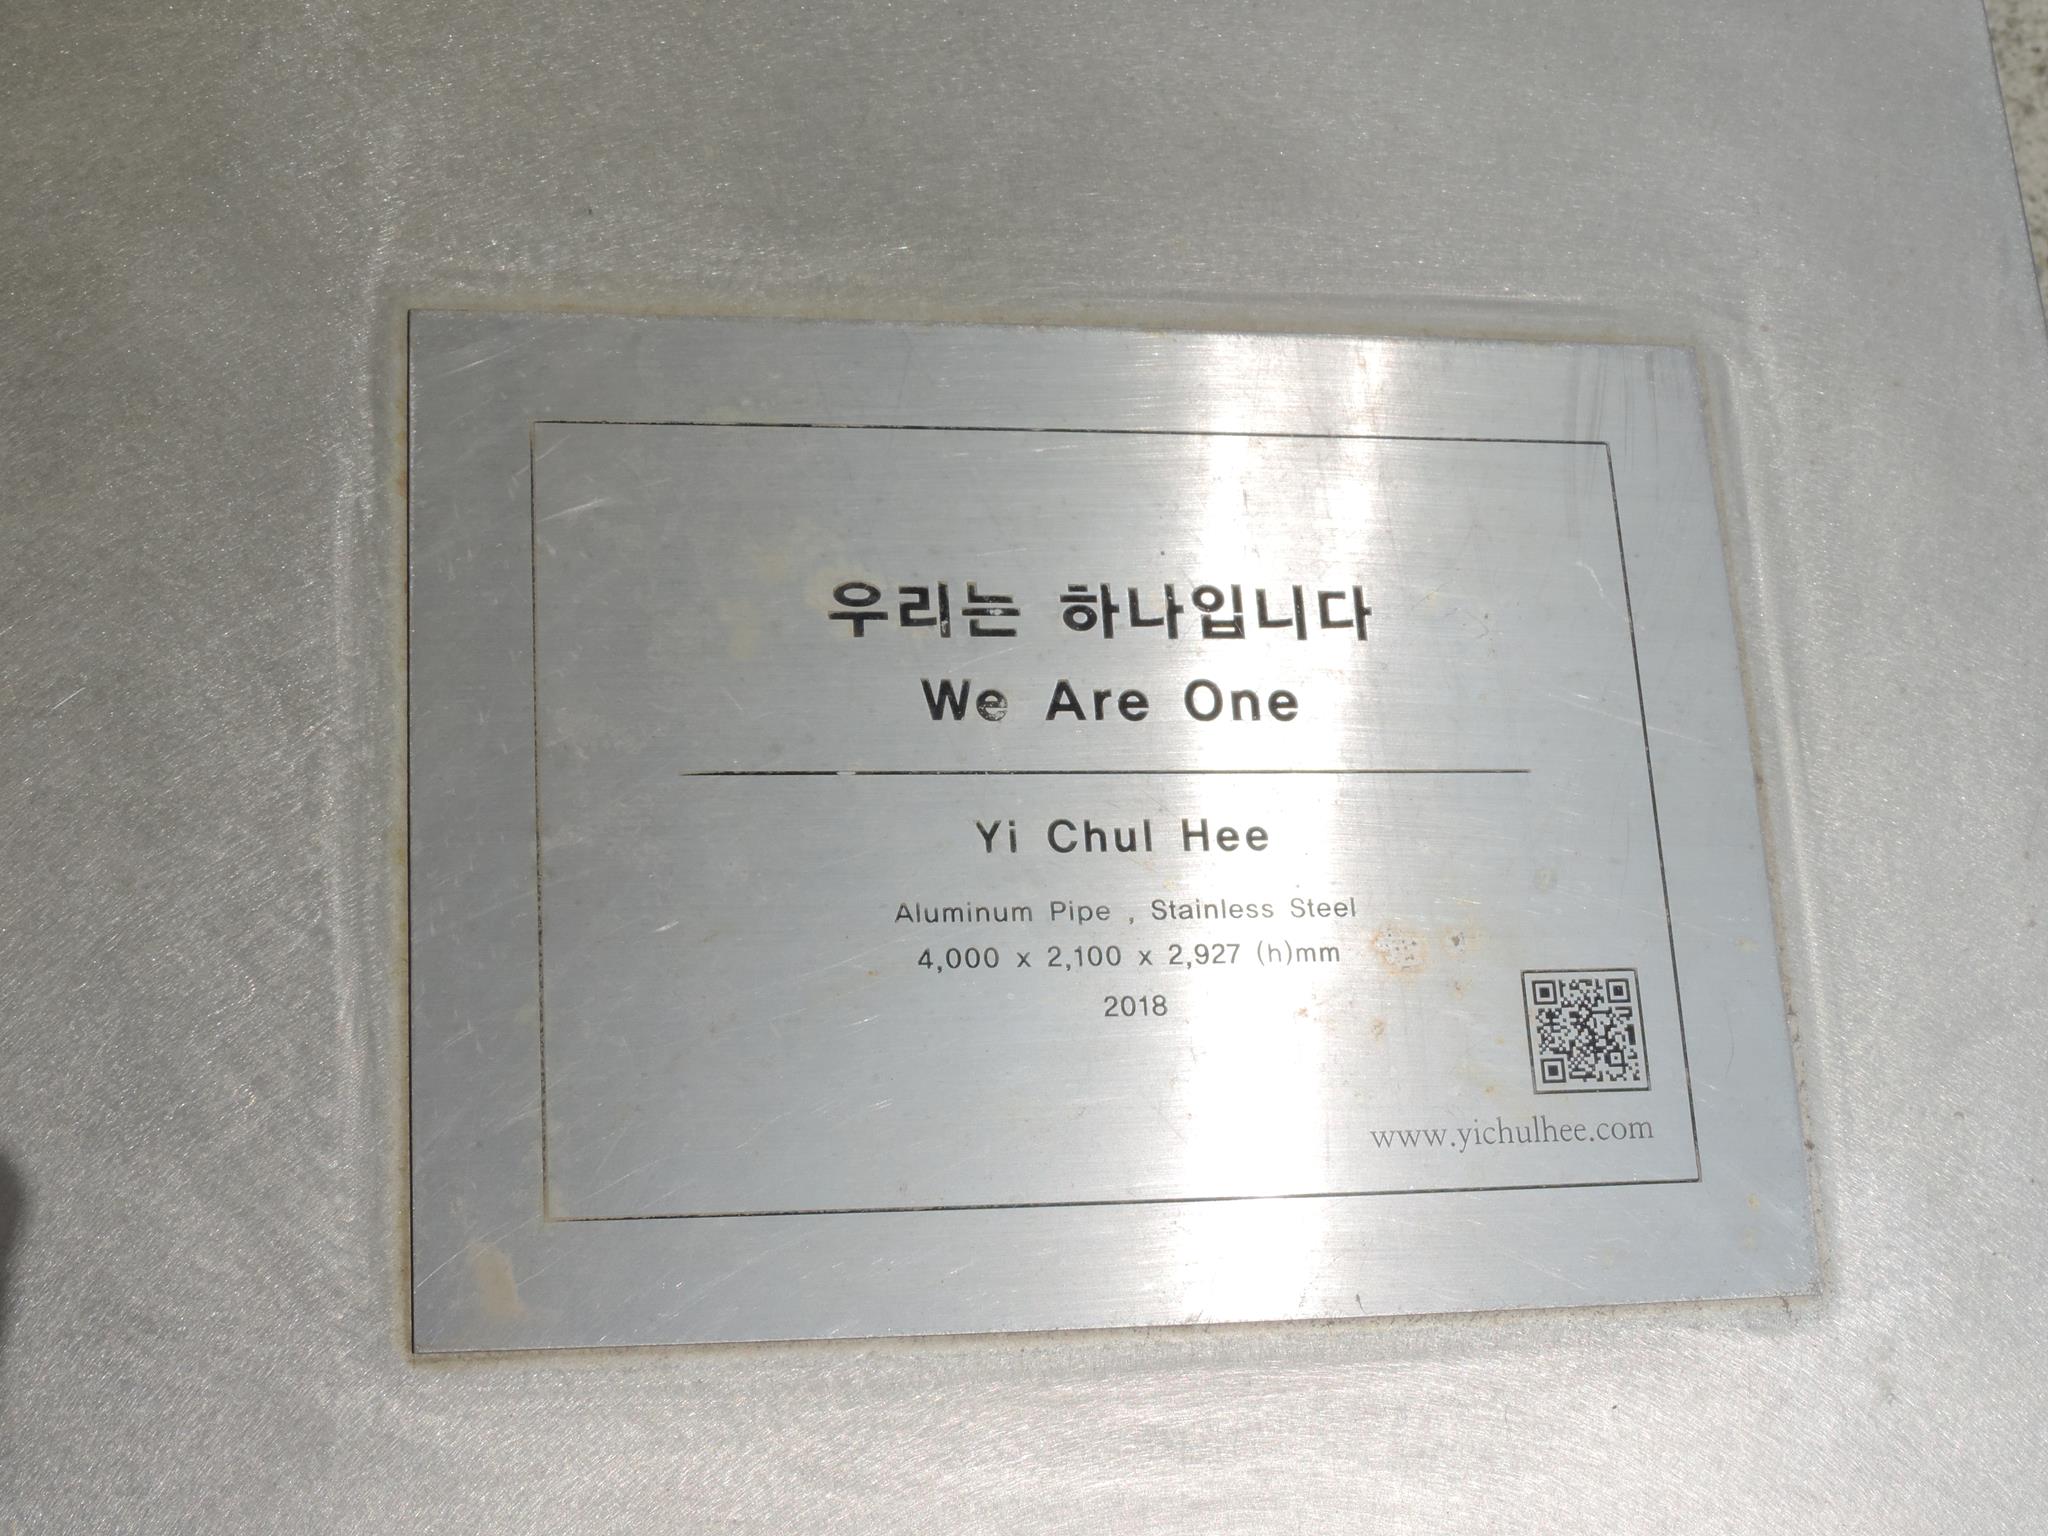 우리는 하나입니다
We Are One
Yi Chul Hee
Aluminum Pipe , Stainless Steel
4,000 x 2,100 x 2,927 (h)mm
2018
www.yichulhee.com